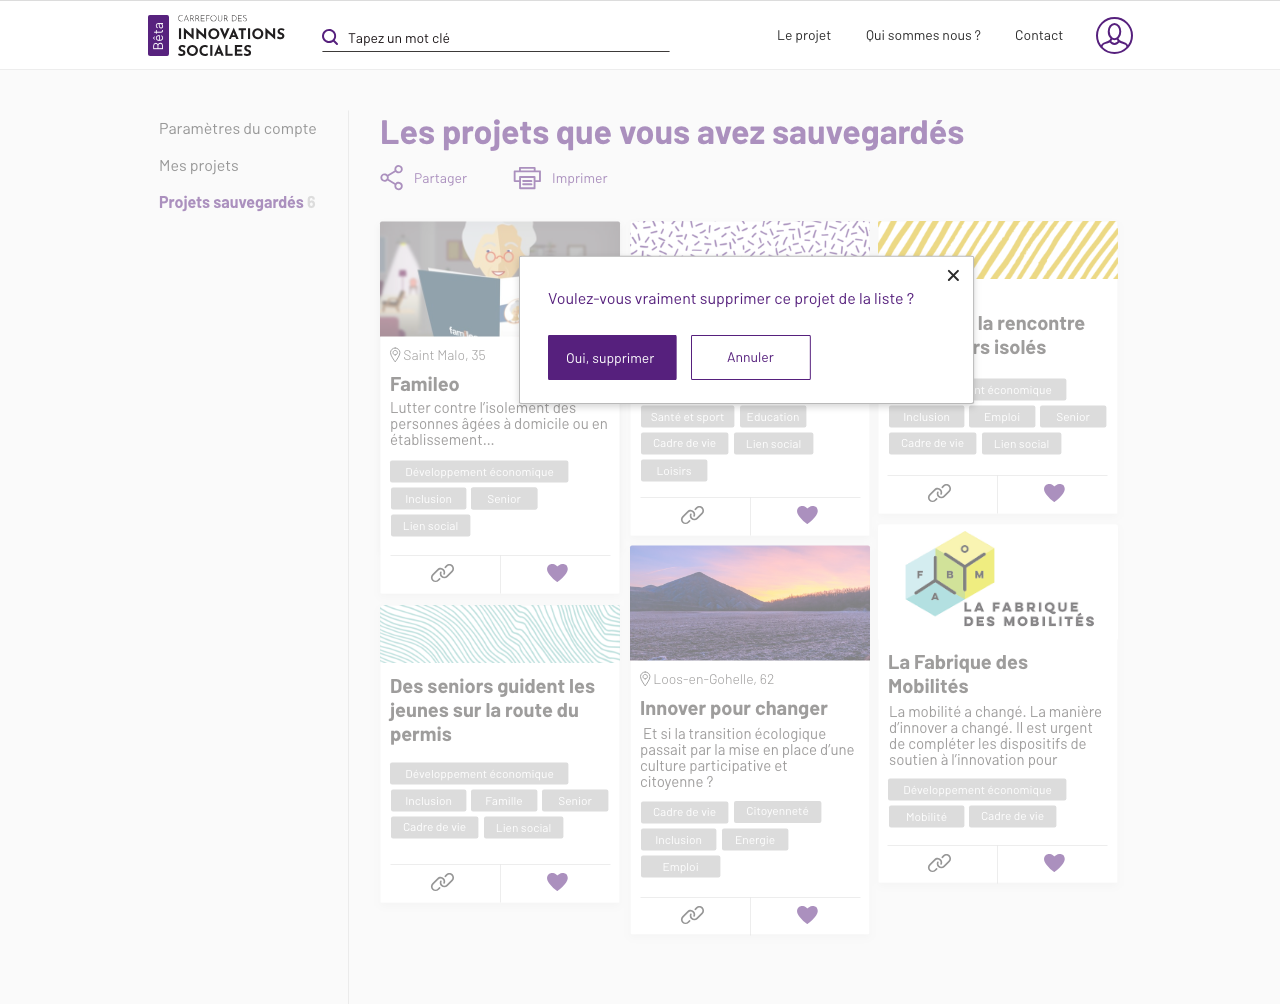 Bêta
CARREFOUR DES
INNOVATIONS
SOCIALES
Tapez un mot clé
Le projet
Qui sommes nous ?
Contact
Paramètres du compte
Mes projets
Projets sauvegardés 6
Les projets que vous avez sauvegardés
Partager
Imprimer
Voulez-vous vraiment supprimer ce projet de la liste ?
Oui, supprimer
Annuler
Saint Malo, 35
Famileo
Lutter contre l'isolement des
personnes âgées à domicile ou en
établissement...
Développement économique
Inclusion
Senior
Lien social
Santé et sport
Education
Cadre de vie
Lien social
Loisirs
la rencontre
rs isolés
nt économique
Inclusion
Emploi
Senior
Cadre de vie
Lien social
Des seniors guident les
jeunes sur la route du
permis
Développement économique
Inclusion
Famille
Senior
Cadre de vie
Lien social
Loos-en-Gohelle, 62
Innover pour changer
Et si la transition écologique
passait par la mise en place d'une
culture participative et
citoyenne ?
Cadre de vie
Citoyenneté
Inclusion
Energie
Emploi
F A B O M
LA FABRIQUE
DES MOBILITÉS
La Fabrique des
Mobilités
La mobilité a changé. La manière
d'innover a changé. Il est urgent
de compléter les dispositifs de
soutien à l'innovation pour
Développement économique
Mobilité
Cadre de vie